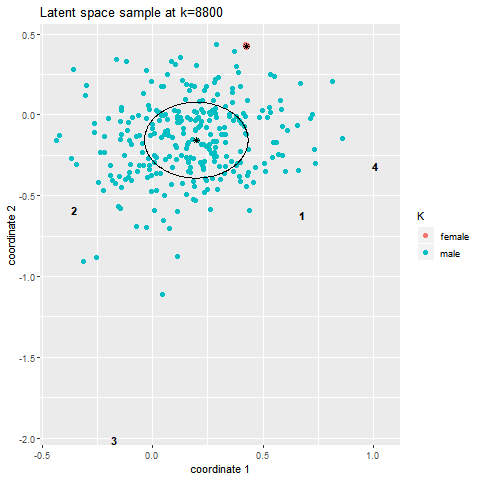 Latent space sample at k=8800
0.5
0.0
-0.5
-1.0
-1.5
-2.0
4
2
1
3
-0.5 0.0 0.5 1.0
coordinate 1
coordinate 2
K
female
male